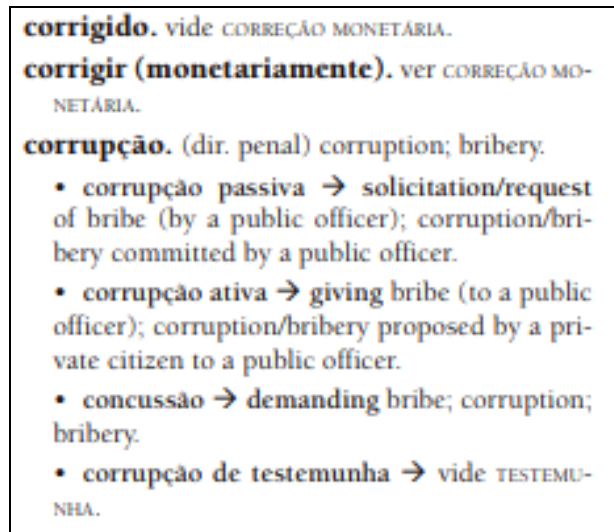 corrigido. vide CORREÇÃO MONETÁRIA.
corrigir (monetariamente). ver CORREÇÃO MO-
NETÁRIA.
corrupção. (dir. penal) corruption; bribery.
• corrupção passiva → solicitation/request
of bribe (by a public officer); corruption/bri-
bery committed by a public officer.
• corrupção ativa → giving bribe (to a public
officer); corruption/bribery proposed by a pri-
vate citizen to a public officer.
• concussão → demanding bribe; corruption;
bribery.
• corrupção de testemunha → vide TESTEMU-
NHA.